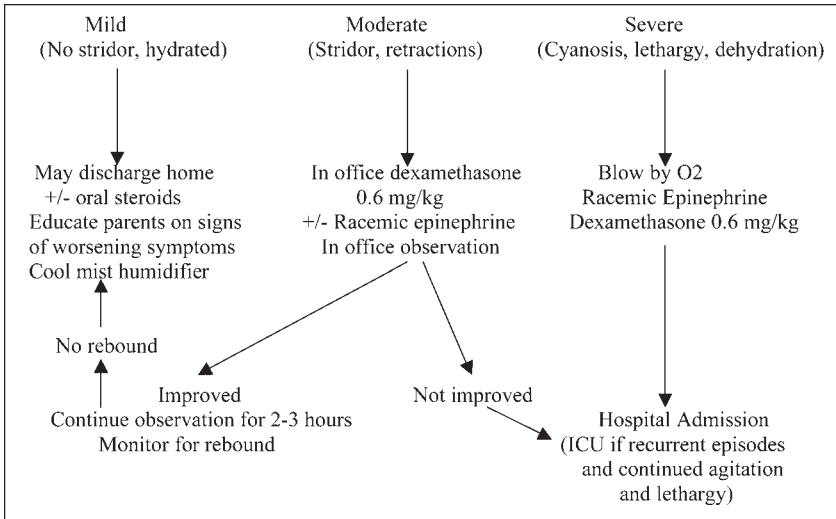 Mild
(No stridor, hydrated)
Moderate
(Stridor, retractions)
Severe
(Cyanosis, lethargy, dehydration)
May discharge home
+/- oral steroids
Educate parents on signs
of worsening symptoms
Cool mist humidifier
In office dexamethasone
0.6 mg/kg
+/- Racemic epinephrine
In office observation
Blow by O2
Racemic Epinephrine
Dexamethasone 0.6 mg/kg
No rebound
Improved
Continue observation for 2-3 hours
Monitor for rebound
Not improved
Hospital Admission
(ICU if recurrent episodes
and continued agitation
and lethargy)